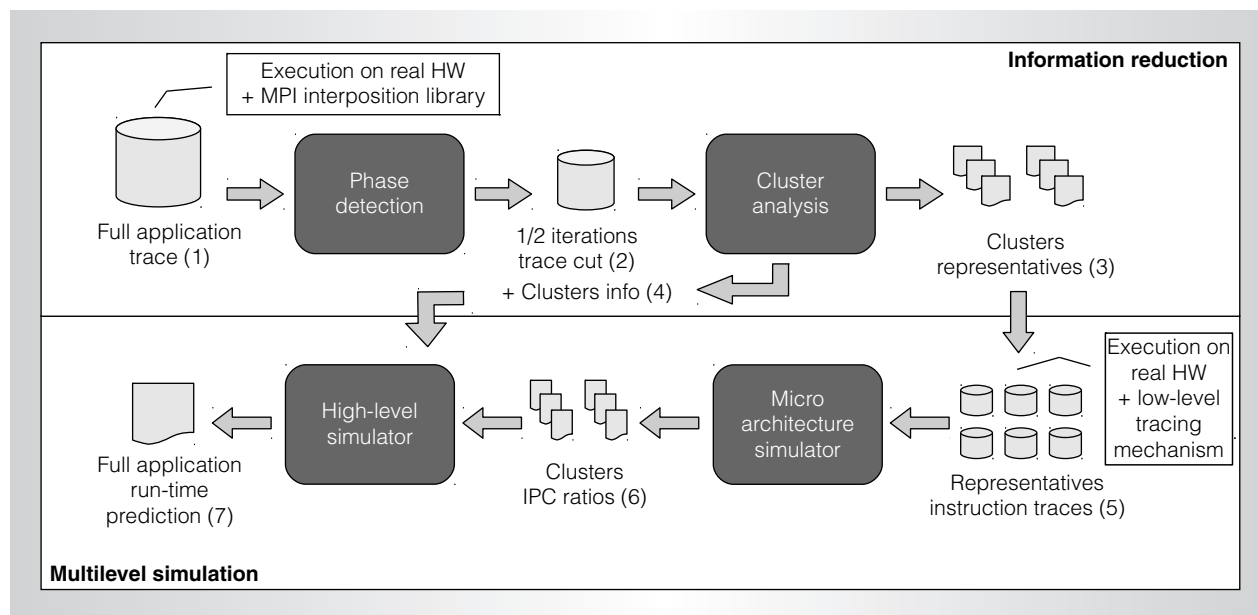 Information reduction
Execution on real HW
+ MPI interposition library
Phase
detection
Cluster
analysis
Full application
trace (1)
1/2 iterations
trace cut (2)
+ Clusters info (4)
Clusters
representatives (3)
Execution on
real HW
+ low-level
tracing
mechanism
High-level
simulator
Micro
architecture
simulator
Full application
run-time
prediction (7)
Clusters
IPC ratios (6)
Representatives
instruction traces (5)
Multilevel simulation